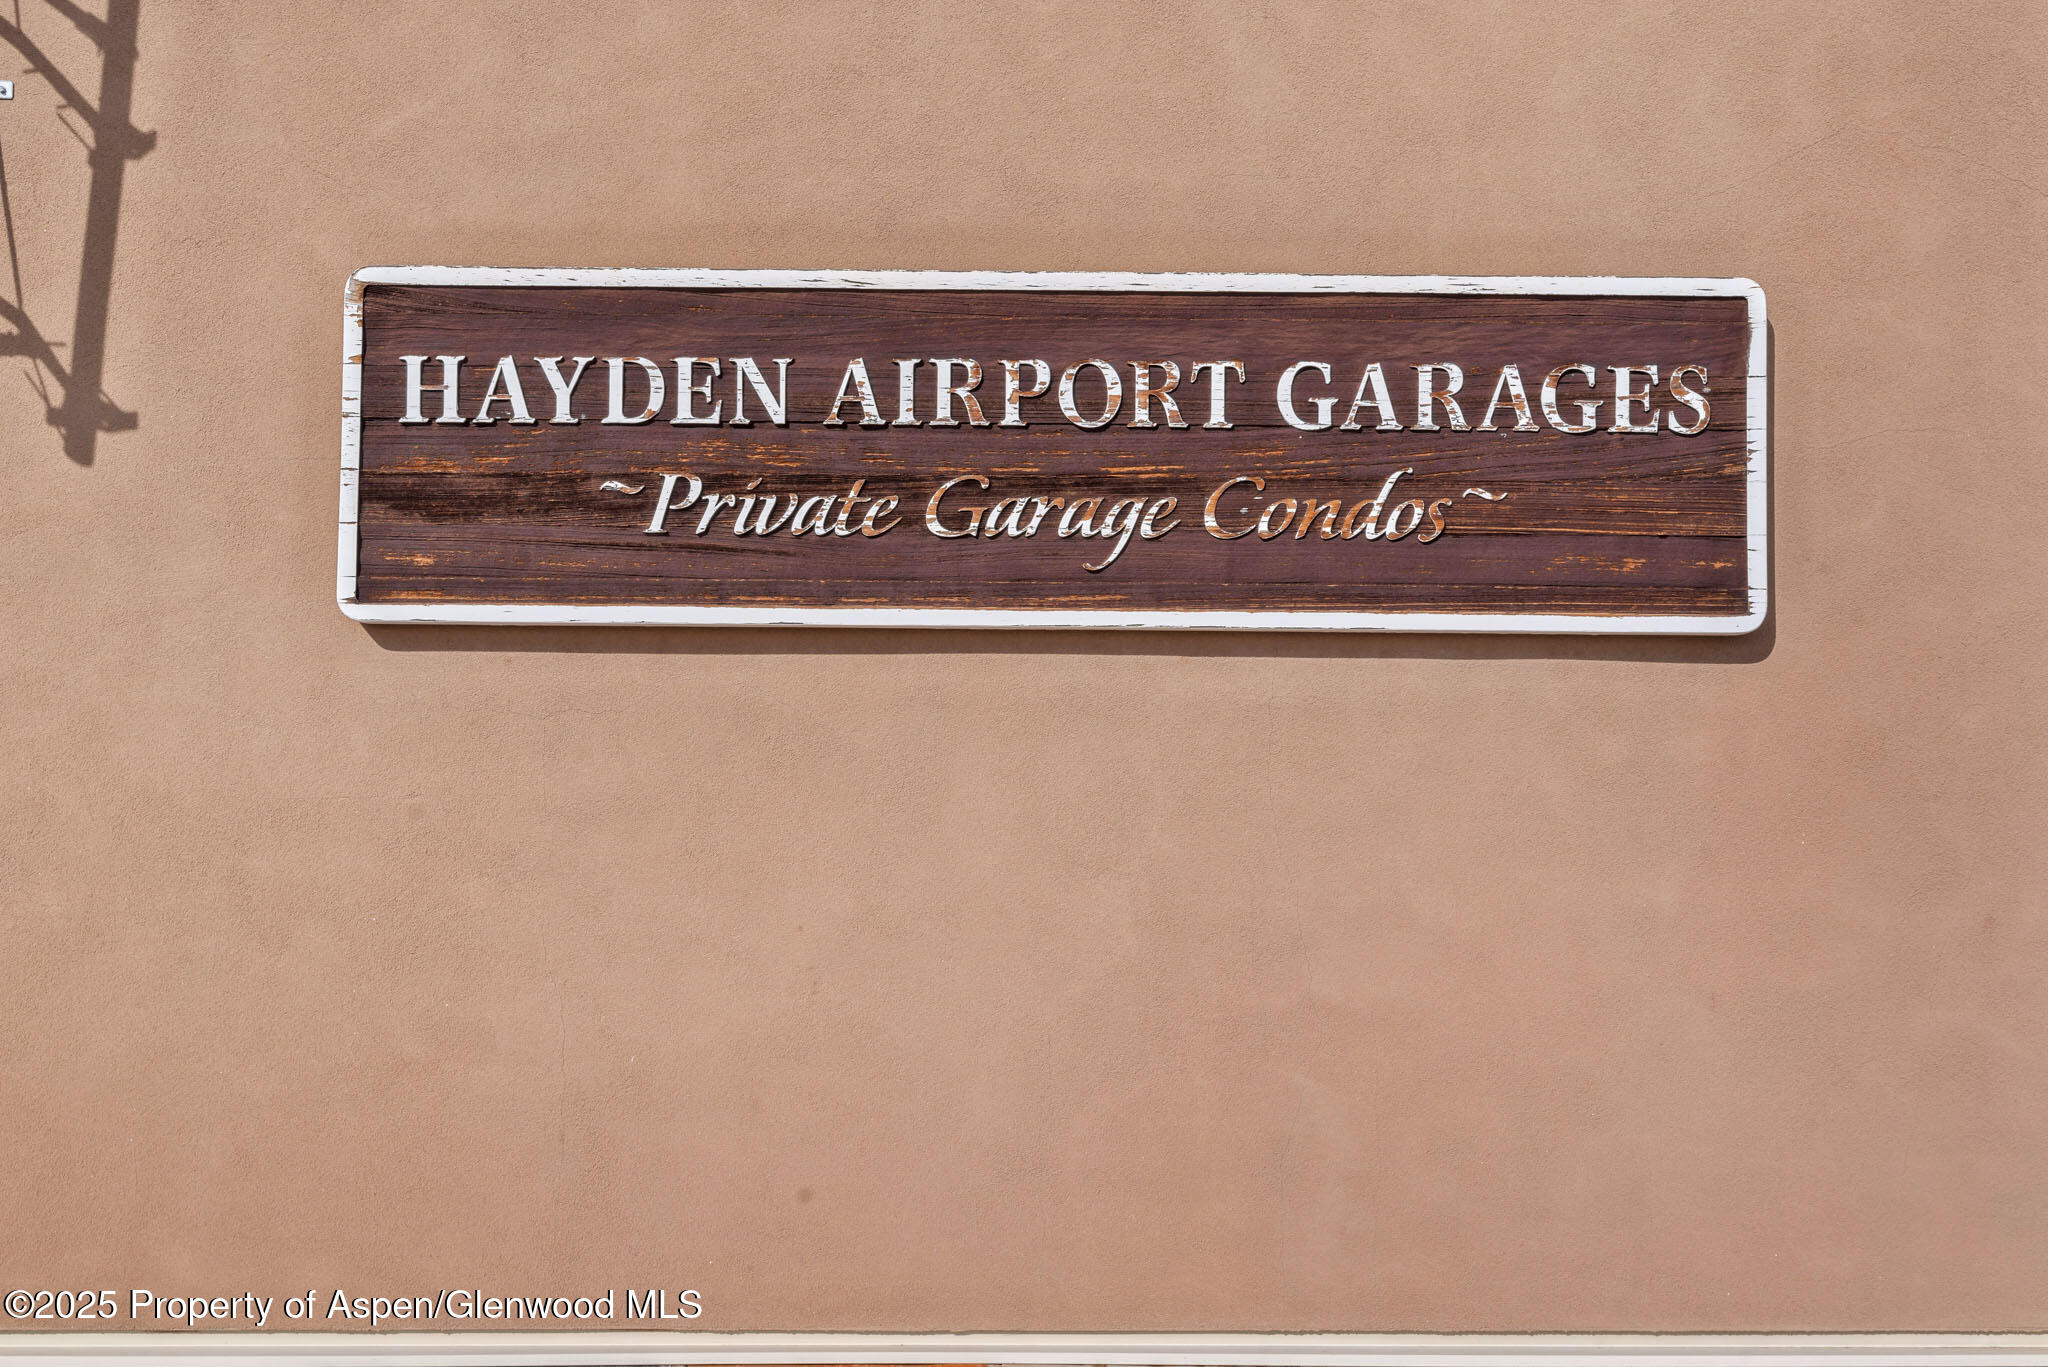 HAYDEN AIRPORT GARAGES
~Private Garage Condos~
©2025 Property of Aspen/Glenwood MLS